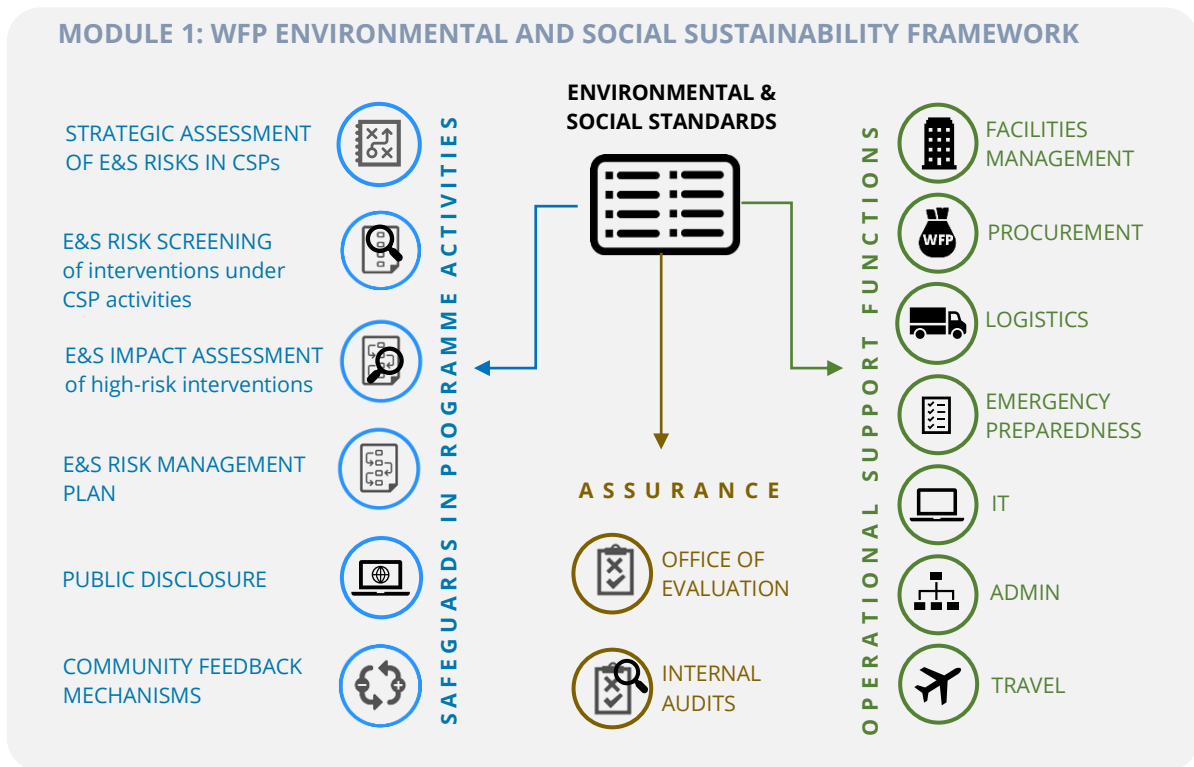 MODULE 1: WFP ENVIRONMENTAL AND SOCIAL SUSTAINABILITY FRAMEWORK
STRATEGIC ASSESSMENT
OF E&S RISKS IN CSPs
E&S RISK SCREENING
of interventions under
CSP activities
E&S IMPACT ASSESSMENT
of high-risk interventions
E&S RISK MANAGEMENT
PLAN
PUBLIC DISCLOSURE
COMMUNITY FEEDBACK
MECHANISMS
SAFEGUARDS IN PROGRAMME ACTIVITIES
ENVIRONMENTAL &
SOCIAL STANDARDS
ASSURANCE
OFFICE OF
EVALUATION
INTERNAL
AUDITS
OPERATIONAL SUPPORT FUNCTIONS
FACILITIES
MANAGEMENT
WFP
PROCUREMENT
LOGISTICS
EMERGENCY
PREPAREDNESS
IT
ADMIN
TRAVEL